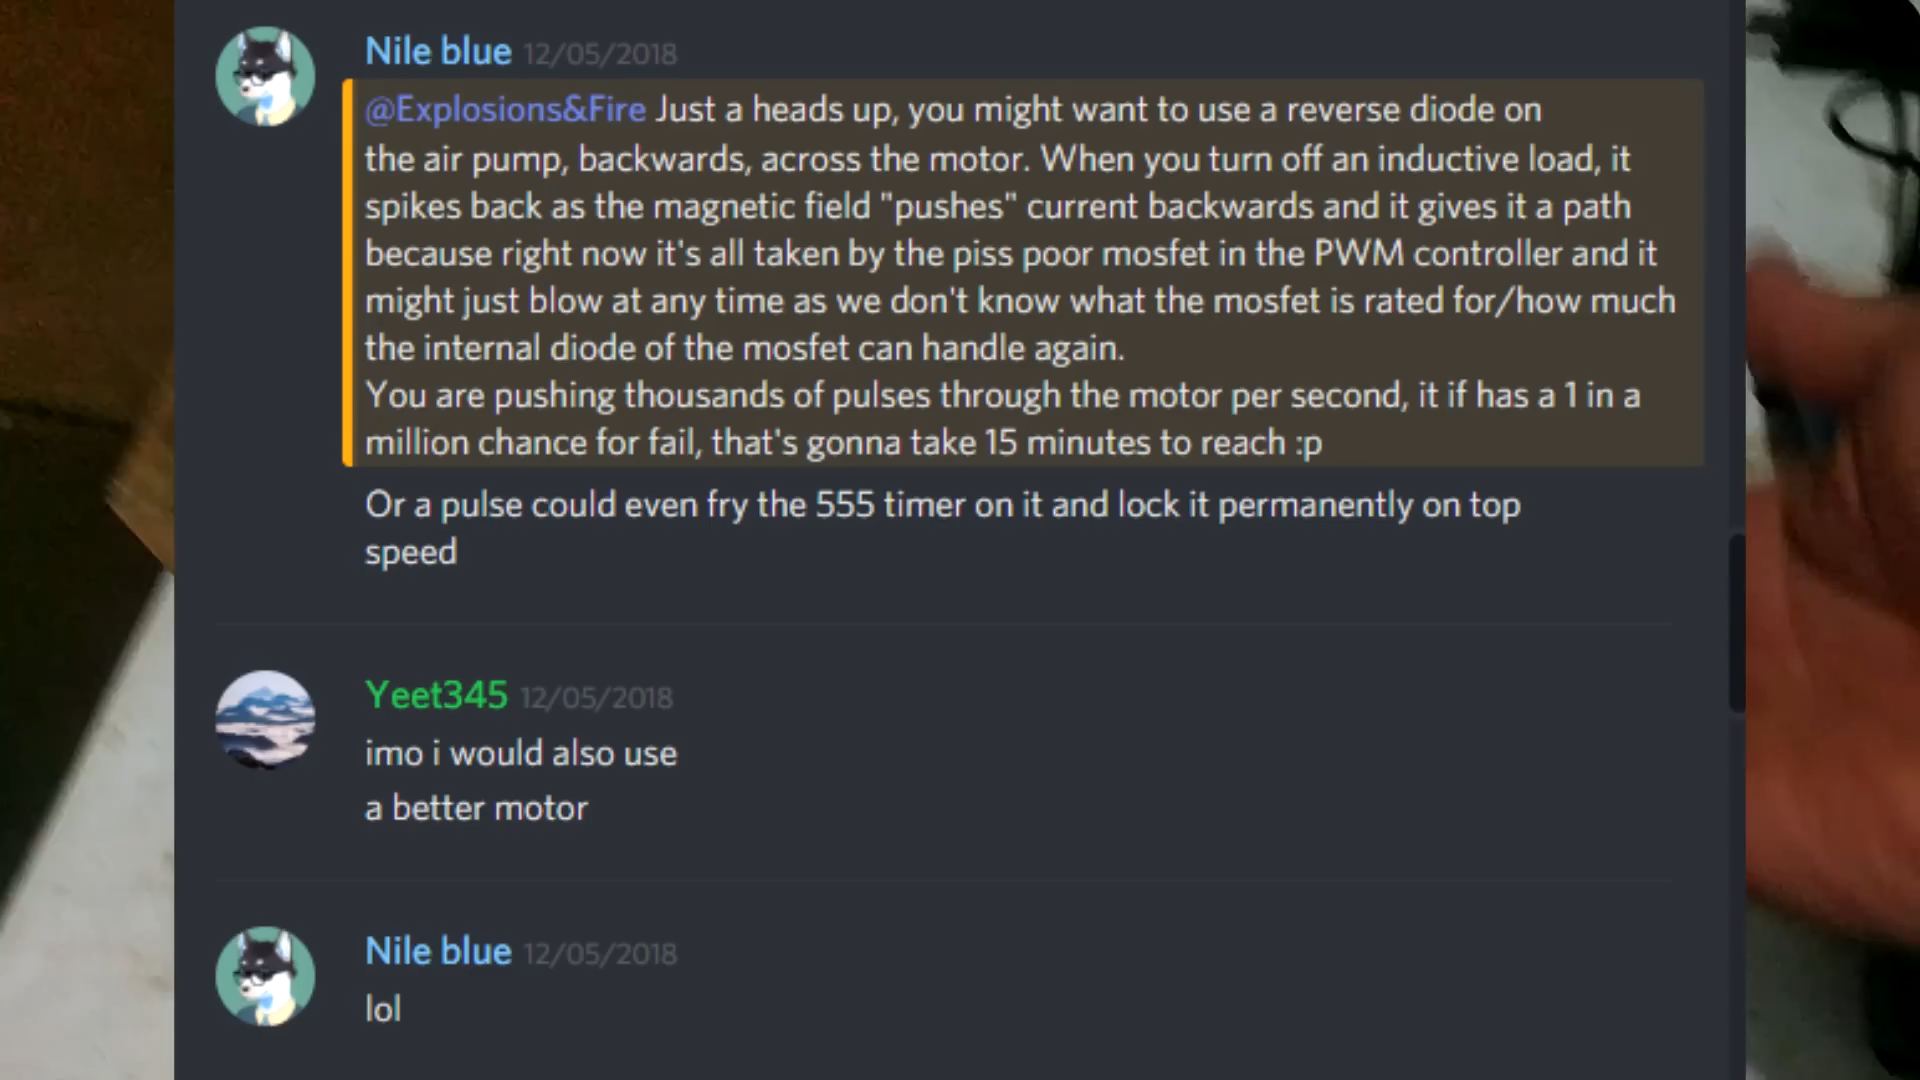 Nile blue 12/05/2018
@Explosions&Fire Just a heads up, you might want to use a reverse diode on
the air pump, backwards, across the motor. When you turn off an inductive load, it
spikes back as the magnetic field "pushes" current backwards and it gives it a path
because right now it's all taken by the piss poor mosfet in the PWM controller and it
might just blow at any time as we don't know what the mosfet is rated for/how much
the internal diode of the mosfet can handle again.
You are pushing thousands of pulses through the motor per second, it if has a 1 in a
million chance for fail, that's gonna take 15 minutes to reach :p
Or a pulse could even fry the 555 timer on it and lock it permanently on top
speed
Yeet345 12/05/2018
imo i would also use
a better motor
Nile blue 12/05/2018
lol